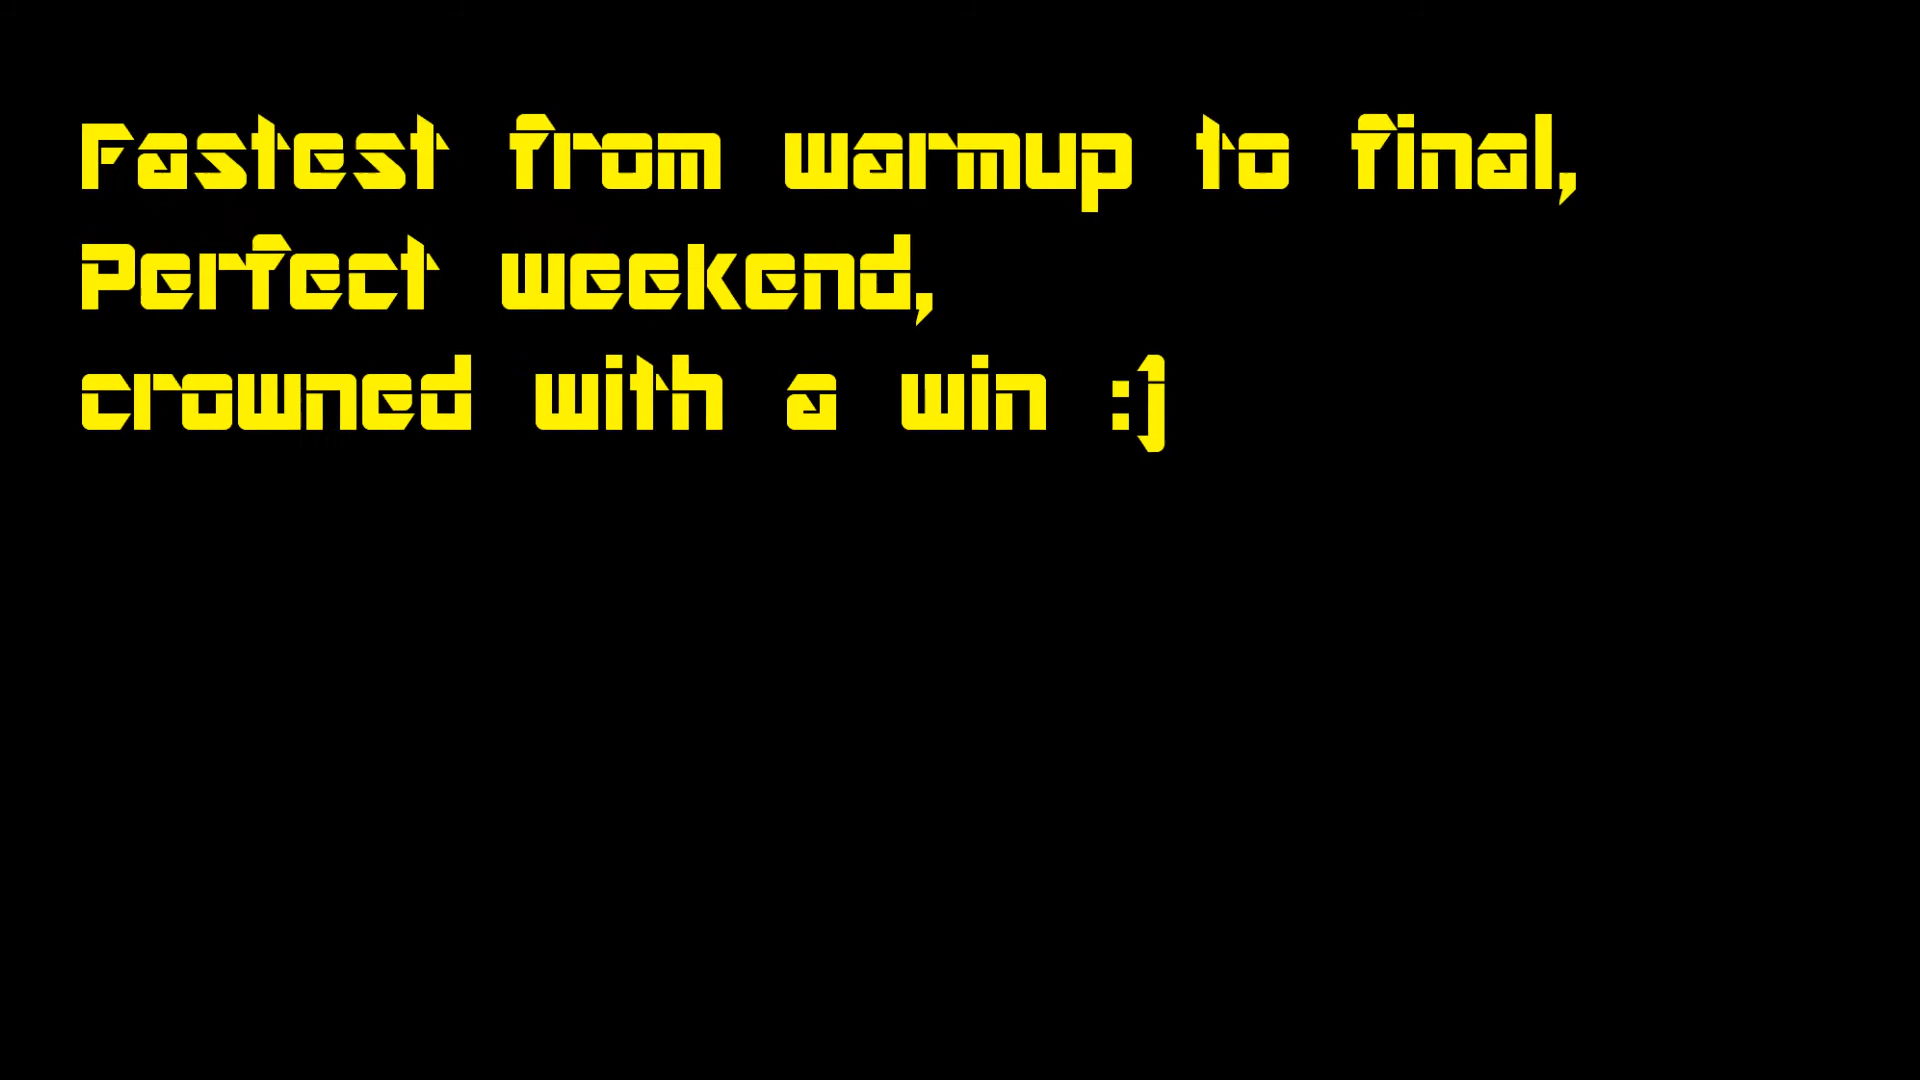 Fastest from warmup to final,
Perfect weekend,
crowned with a win :]